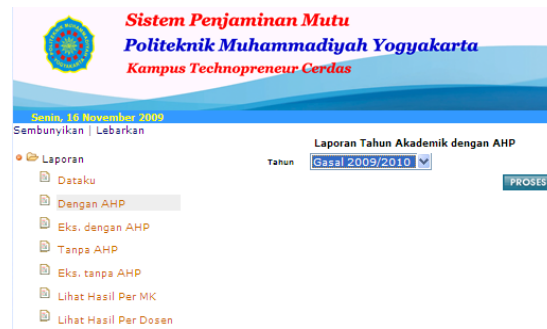 Sistem Penjaminan Mutu
Politeknik Muhammadiyah Yogyakarta
Kampus Technopreneur Cerdas
Senin, 16 November 2009
Sembunyikan | Lebarkan
Laporan Tahun Akademik dengan AHP
Laporan
Tahun
Gasal 2009/2010
Dataku
PROSES
Dengan AHP
Eks. dengan AHP
Tanpa AHP
Eks. tanpa AHP
Lihat Hasil Per MK
Lihat Hasil Per Dosen